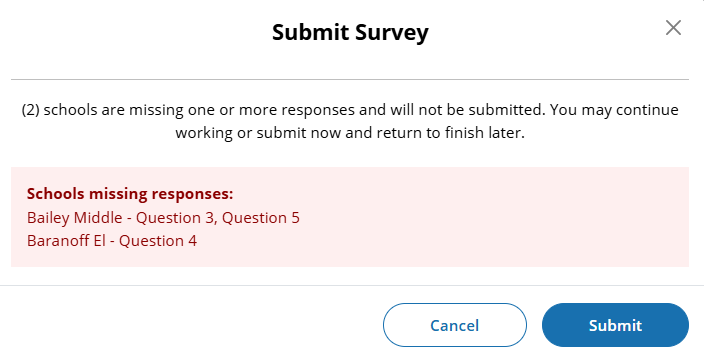 Submit Survey
(2) schools are missing one or more responses and will not be submitted. You may continue
working or submit now and return to finish later.
Schools missing responses:
Bailey Middle - Question 3, Question 5
Baranoff El - Question 4
Cancel
Submit